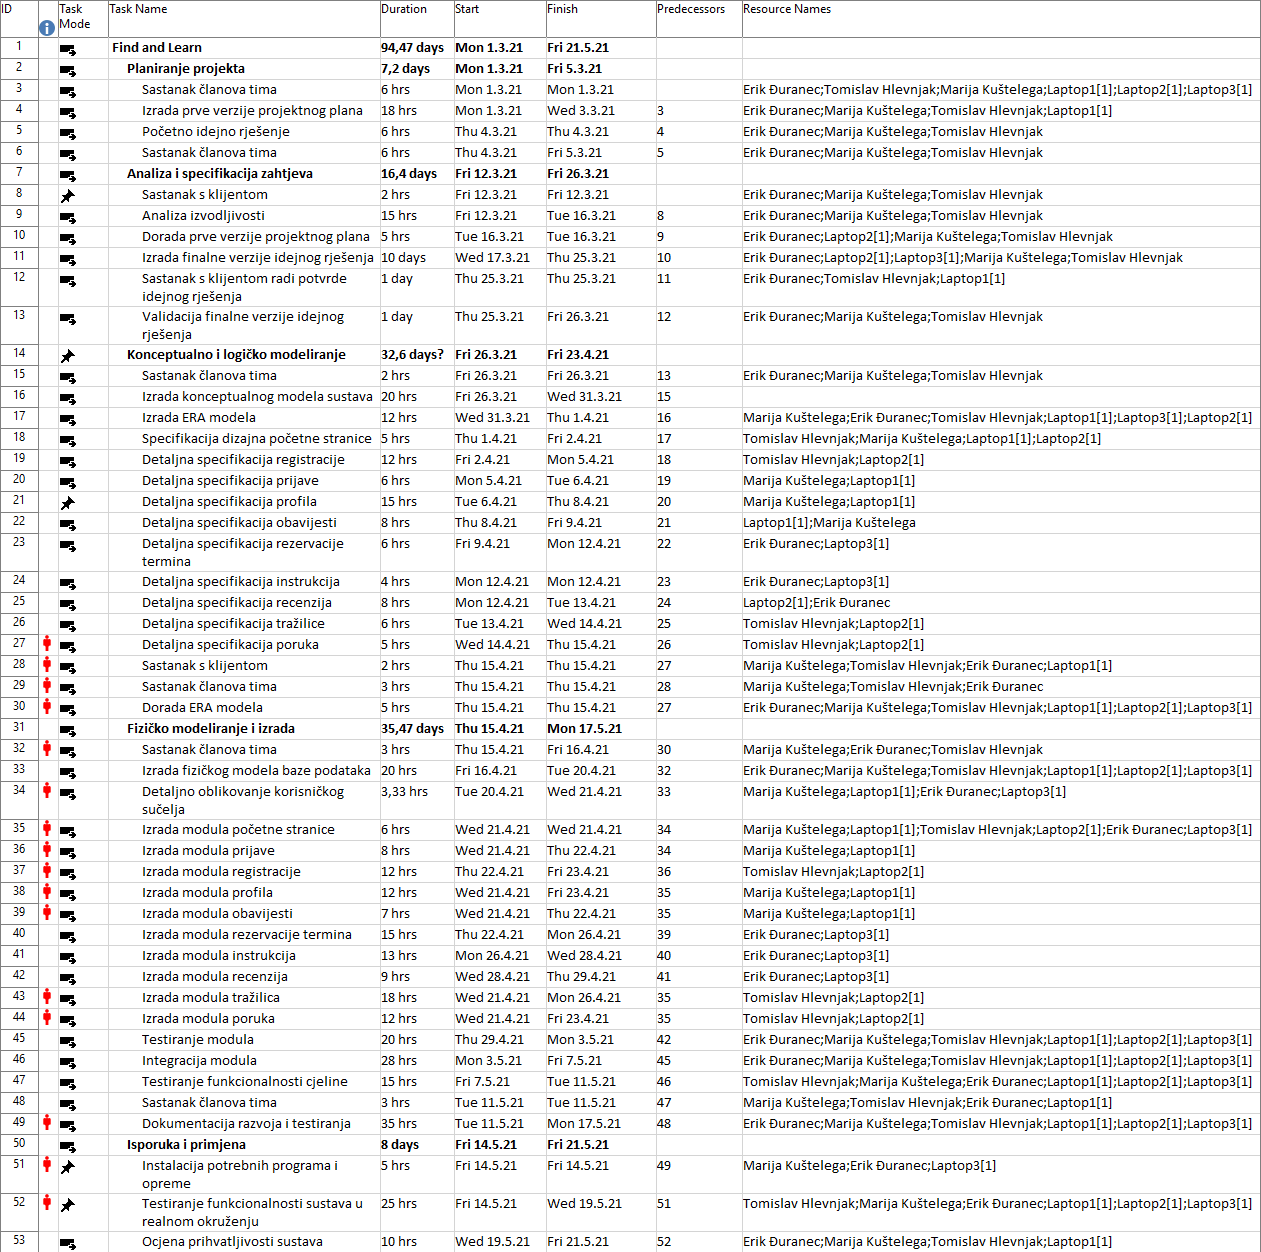 ID Task Mode Task Name Duration Start Finish Predecessors Resource Names
1 Find and Learn 94,47 days Mon 1.3.21 Fri 21.5.21
2 Planiranje projekta 7,2 days Mon 1.3.21 Fri 5.3.21
3 Sastanak članova tima 6 hrs Mon 1.3.21 Mon 1.3.21 Erik Đuranec;Tomislav Hlevnjak;Marija Kuštelega;Laptop1[1];Laptop2[1];Laptop3[1]
4 Izrada prve verzije projektnog plana 18 hrs Mon 1.3.21 Wed 3.3.21 3 Erik Đuranec;Marija Kuštelega;Tomislav Hlevnjak;Laptop1[1]
5 Početno idejno rješenje 6 hrs Thu 4.3.21 Thu 4.3.21 4 Erik Đuranec;Marija Kuštelega;Tomislav Hlevnjak
6 Sastanak članova tima 6 hrs Thu 4.3.21 Fri 5.3.21 5 Erik Đuranec;Marija Kuštelega;Tomislav Hlevnjak
7 Analiza i specifikacija zahtjeva 16,4 days Fri 12.3.21 Fri 26.3.21
8 Sastanak s klijentom 2 hrs Fri 12.3.21 Fri 12.3.21 Erik Đuranec;Marija Kuštelega;Tomislav Hlevnjak
9 Analiza izvodljivosti 15 hrs Fri 12.3.21 Tue 16.3.21 8 Erik Đuranec;Marija Kuštelega;Tomislav Hlevnjak
10 Dorada prve verzije projektnog plana 5 hrs Tue 16.3.21 Tue 16.3.21 9 Erik Đuranec;Laptop2[1];Marija Kuštelega;Tomislav Hlevnjak
11 Izrada finalne verzije idejnog rješenja 10 days Wed 17.3.21 Thu 25.3.21 10 Erik Đuranec;Laptop2[1];Laptop3[1];Marija Kuštelega;Tomislav Hlevnjak
12 Sastanak s klijentom radi potvrde 1 day Thu 25.3.21 Thu 25.3.21 11 Erik Đuranec;Tomislav Hlevnjak;Laptop1[1]
idejnog rješenja
13 Validacija finalne verzije idejnog 1 day Thu 25.3.21 Fri 26.3.21 12 Erik Đuranec;Marija Kuštelega;Tomislav Hlevnjak
rješenja
14 Konceptualno i logičko modeliranje 32,6 days? Fri 26.3.21 Fri 23.4.21
15 Sastanak članova tima 2 hrs Fri 26.3.21 Fri 26.3.21 13 Erik Đuranec;Marija Kuštelega;Tomislav Hlevnjak
16 Izrada konceptualnog modela sustava 20 hrs Fri 26.3.21 Wed 31.3.21 15
17 Izrada ERA modela 12 hrs Wed 31.3.21 Thu 1.4.21 16 Marija Kuštelega;Erik Đuranec;Tomislav Hlevnjak;Laptop1[1];Laptop3[1];Laptop2[1]
18 Specifikacija dizajna početne stranice 5 hrs Thu 1.4.21 Fri 2.4.21 17 Tomislav Hlevnjak;Marija Kuštelega;Laptop1[1];Laptop2[1]
19 Detaljna specifikacija registracije 12 hrs Fri 2.4.21 Mon 5.4.21 18 Tomislav Hlevnjak;Laptop2[1]
20 Detaljna specifikacija prijave 6 hrs Mon 5.4.21 Tue 6.4.21 19 Marija Kuštelega;Laptop1[1]
21 Detaljna specifikacija profila 15 hrs Tue 6.4.21 Thu 8.4.21 20 Marija Kuštelega;Laptop1[1]
22 Detaljna specifikacija obavijesti 8 hrs Thu 8.4.21 Fri 9.4.21 21 Laptop1[1];Marija Kuštelega
23 Detaljna specifikacija rezervacije 6 hrs Fri 9.4.21 Mon 12.4.21 22 Erik Đuranec;Laptop3[1]
termina
24 Detaljna specifikacija instrukcija 4 hrs Mon 12.4.21 Mon 12.4.21 23 Erik Đuranec;Laptop3[1]
25 Detaljna specifikacija recenzija 8 hrs Mon 12.4.21 Tue 13.4.21 24 Laptop2[1];Erik Đuranec
26 Detaljna specifikacija tražilice 6 hrs Tue 13.4.21 Wed 14.4.21 25 Tomislav Hlevnjak;Laptop2[1]
27 Detaljna specifikacija poruka 5 hrs Wed 14.4.21 Thu 15.4.21 26 Tomislav Hlevnjak;Laptop2[1]
28 Sastanak s klijentom 2 hrs Thu 15.4.21 Thu 15.4.21 27 Marija Kuštelega;Tomislav Hlevnjak;Erik Đuranec;Laptop1[1]
29 Sastanak članova tima 3 hrs Thu 15.4.21 Thu 15.4.21 28 Marija Kuštelega;Tomislav Hlevnjak;Erik Đuranec
30 Dorada ERA modela 5 hrs Thu 15.4.21 Thu 15.4.21 27 Erik Đuranec;Marija Kuštelega;Tomislav Hlevnjak;Laptop1[1];Laptop2[1];Laptop3[1]
31 Fizičko modeliranje i izrada 35,47 days Thu 15.4.21 Mon 17.5.21
32 Sastanak članova tima 3 hrs Thu 15.4.21 Fri 16.4.21 30 Marija Kuštelega;Erik Đuranec;Tomislav Hlevnjak
33 Izrada fizičkog modela baze podataka 20 hrs Fri 16.4.21 Tue 20.4.21 32 Erik Đuranec;Marija Kuštelega;Tomislav Hlevnjak;Laptop1[1];Laptop2[1];Laptop3[1]
34 Detaljno oblikovanje korisničkog 3,33 hrs Tue 20.4.21 Wed 21.4.21 33 Marija Kuštelega;Laptop1[1];Erik Đuranec;Laptop3[1]
sučelja
35 Izrada modula početne stranice 6 hrs Wed 21.4.21 Wed 21.4.21 34 Marija Kuštelega;Laptop1[1];Tomislav Hlevnjak;Laptop2[1];Erik Đuranec;Laptop3[1]
36 Izrada modula prijave 8 hrs Wed 21.4.21 Thu 22.4.21 34 Marija Kuštelega;Laptop1[1]
37 Izrada modula registracije 12 hrs Thu 22.4.21 Fri 23.4.21 36 Tomislav Hlevnjak;Laptop2[1]
38 Izrada modula profila 12 hrs Wed 21.4.21 Fri 23.4.21 35 Marija Kuštelega;Laptop1[1]
39 Izrada modula obavijesti 7 hrs Wed 21.4.21 Thu 22.4.21 35 Marija Kuštelega;Laptop1[1]
40 Izrada modula rezervacije termina 15 hrs Thu 22.4.21 Mon 26.4.21 39 Erik Đuranec;Laptop3[1]
41 Izrada modula instrukcija 13 hrs Mon 26.4.21 Wed 28.4.21 40 Erik Đuranec;Laptop3[1]
42 Izrada modula recenzija 9 hrs Wed 28.4.21 Thu 29.4.21 41 Erik Đuranec;Laptop3[1]
43 Izrada modula tražilica 18 hrs Wed 21.4.21 Mon 26.4.21 35 Tomislav Hlevnjak;Laptop2[1]
44 Izrada modula poruka 12 hrs Wed 21.4.21 Fri 23.4.21 35 Tomislav Hlevnjak;Laptop2[1]
45 Testiranje modula 20 hrs Thu 29.4.21 Mon 3.5.21 42 Erik Đuranec;Marija Kuštelega;Tomislav Hlevnjak;Laptop1[1];Laptop2[1];Laptop3[1]
46 Integracija modula 28 hrs Mon 3.5.21 Fri 7.5.21 45 Erik Đuranec;Marija Kuštelega;Tomislav Hlevnjak;Laptop1[1];Laptop2[1];Laptop3[1]
47 Testiranje funkcionalnosti cjeline 15 hrs Fri 7.5.21 Tue 11.5.21 46 Tomislav Hlevnjak;Marija Kuštelega;Erik Đuranec;Laptop1[1];Laptop2[1];Laptop3[1]
48 Sastanak članova tima 3 hrs Tue 11.5.21 Tue 11.5.21 47 Marija Kuštelega;Tomislav Hlevnjak;Erik Đuranec;Laptop1[1]
49 Dokumentacija razvoja i testiranja 35 hrs Tue 11.5.21 Mon 17.5.21 48 Erik Đuranec;Marija Kuštelega;Tomislav Hlevnjak;Laptop1[1];Laptop2[1];Laptop3[1]
50 Isporuka i primjena 8 days Fri 14.5.21 Fri 21.5.21
51 Instalacija potrebnih programa i 5 hrs Fri 14.5.21 Fri 14.5.21 49 Marija Kuštelega;Erik Đuranec;Laptop3[1]
opreme
52 Testiranje funkcionalnosti sustava u 25 hrs Fri 14.5.21 Wed 19.5.21 51 Tomislav Hlevnjak;Marija Kuštelega;Erik Đuranec;Laptop1[1];Laptop2[1];Laptop3[1]
realnom okruženju
53 Ocjena prihvatljivosti sustava 10 hrs Wed 19.5.21 Fri 21.5.21 52 Erik Đuranec;Marija Kuštelega;Tomislav Hlevnjak;Laptop1[1]